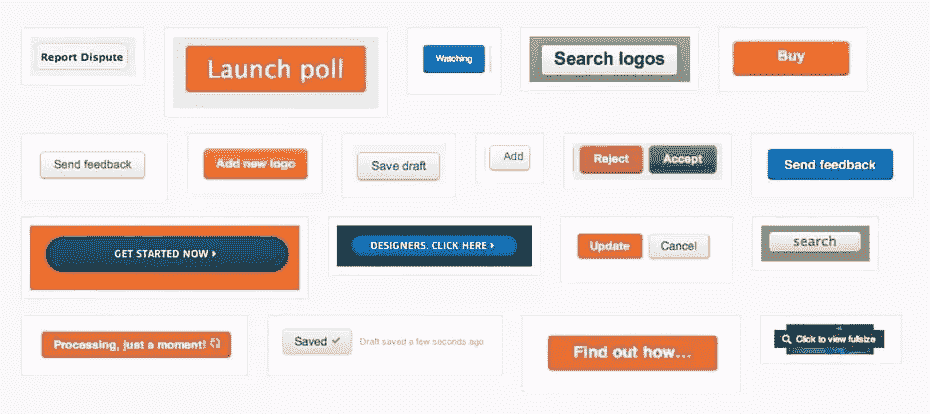 Report Dispute
Launch poll
Watching
Search logos
Buy
Send feedback
Add new logo
Save draft
Add
Reject
Accept
Send feedback
GET STARTED NOW
DESIGNERS. CLICK HERE
Update
Cancel
search
Processing, just a moment!
Saved
Draft saved a few seconds ago
Find out how...
Click to view fullsize